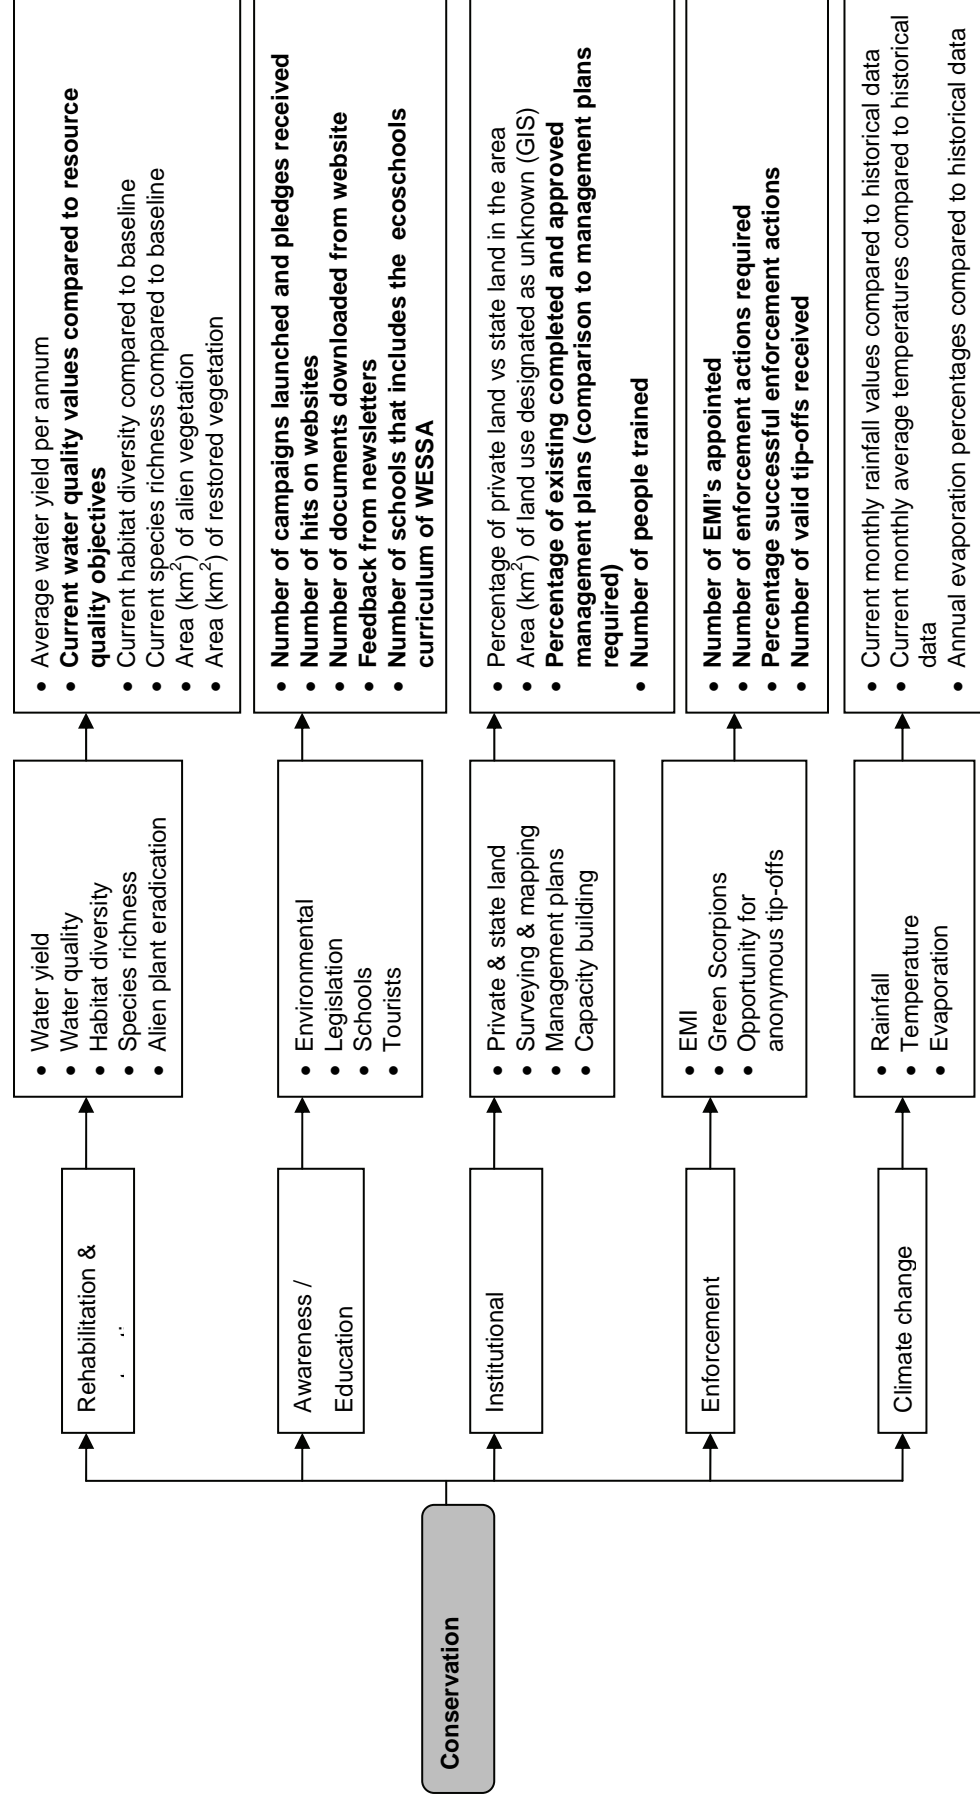 Conservation
Rehabilitation &
• Water yield
• Water quality
• Habitat diversity
• Species richness
• Alien plant eradication
• Average water yield per annum
• Current water quality values compared to resource
quality objectives
• Current habitat diversity compared to baseline
• Current species richness compared to baseline
• Area (km²) of alien vegetation
• Area (km²) of restored vegetation
Awareness /
Education
• Environmental
• Legislation
• Schools
• Tourists
• Number of campaigns launched and pledges received
• Number of hits on websites
• Number of documents downloaded from website
• Feedback from newsletters
• Number of schools that includes the ecoschools
curriculum of WESSA
Institutional
• Private & state land
• Surveying & mapping
• Management plans
• Capacity building
• Percentage of private land vs state land in the area
• Area (km²) of land use designated as unknown (GIS)
• Percentage of existing completed and approved
management plans (comparison to management plans
required)
• Number of people trained
Enforcement
• EMI
• Green Scorpions
• Opportunity for
anonymous tip-offs
• Number of EMI's appointed
• Number of enforcement actions required
• Percentage successful enforcement actions
• Number of valid tip-offs received
Climate change
• Rainfall
• Temperature
• Evaporation
• Current monthly rainfall values compared to historical data
• Current monthly average temperatures compared to historical
data
• Annual evaporation percentages compared to historical data